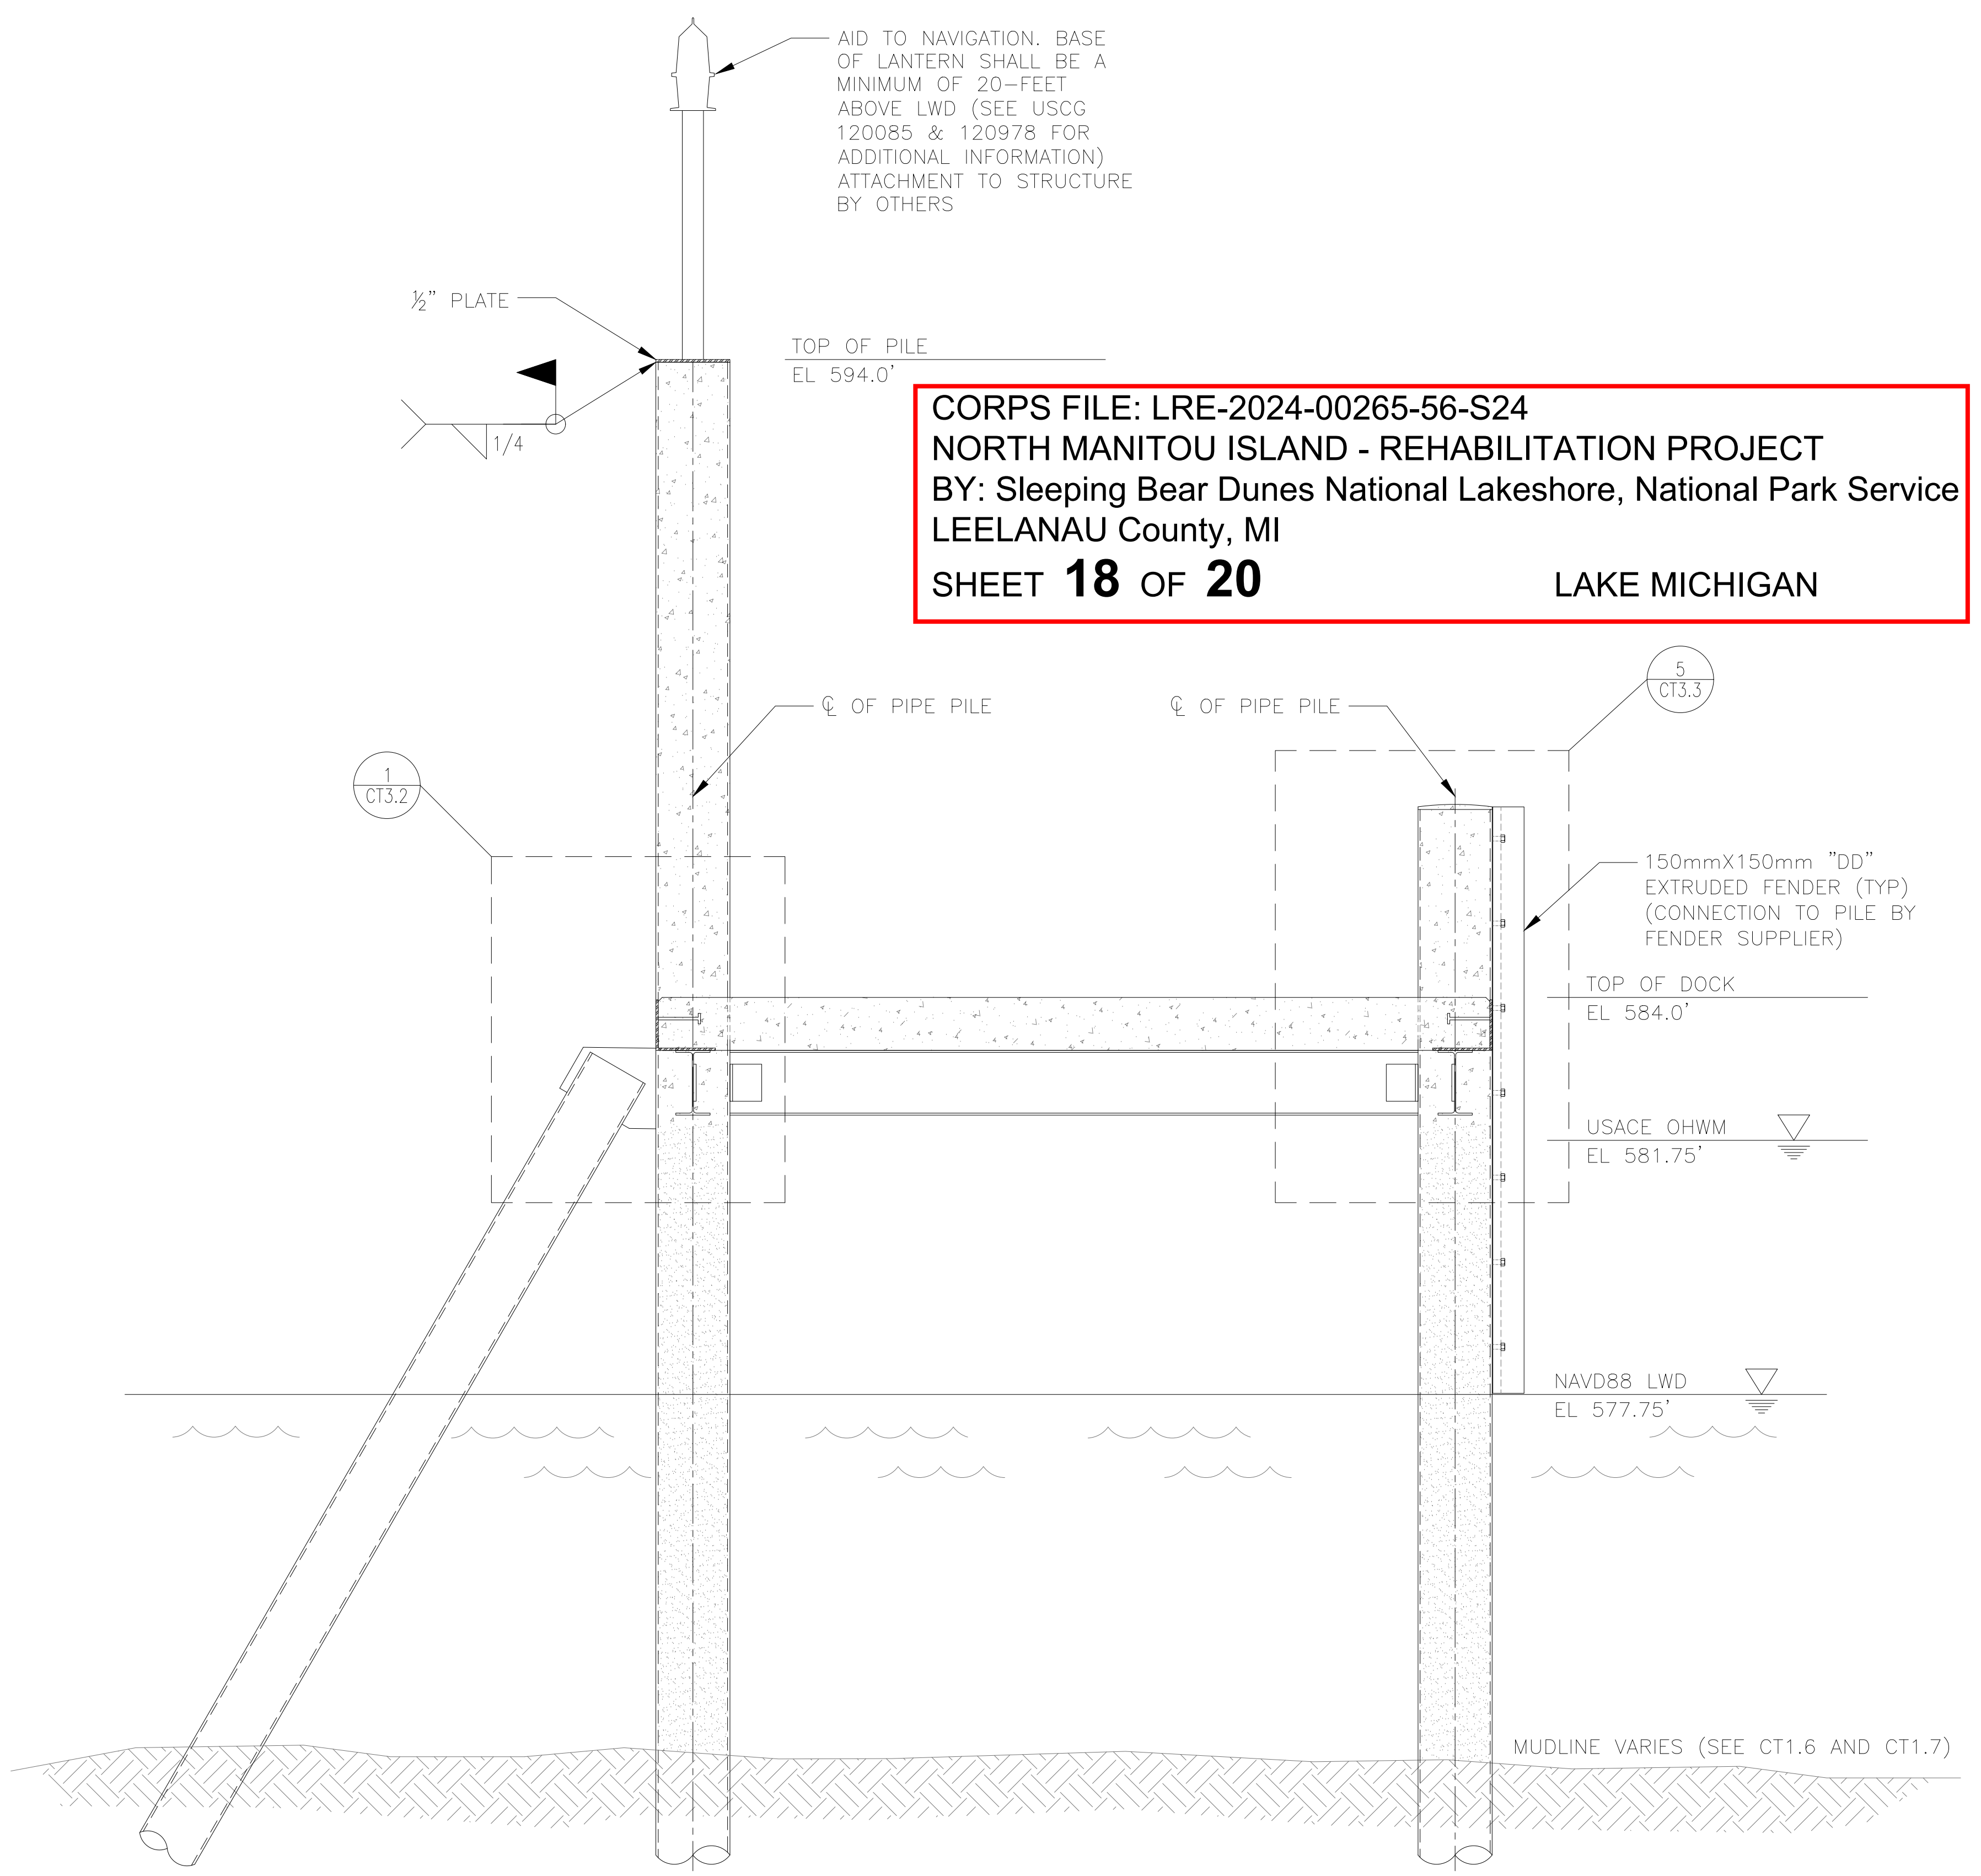 AID TO NAVIGATION. BASE
OF LANTERN SHALL BE A
MINIMUM OF 20-FEET
ABOVE LWD (SEE USCG
120085 & 120978 FOR
ADDITIONAL INFORMATION)
ATTACHMENT TO STRUCTURE
BY OTHERS
½" PLATE
1/4
TOP OF PILE
EL 594.0'
CORPS FILE: LRE-2024-00265-56-S24
NORTH MANITOU ISLAND - REHABILITATION PROJECT
BY: Sleeping Bear Dunes National Lakeshore, National Park Service
LEELANAU County, MI
SHEET 18 OF 20 LAKE MICHIGAN
5
CT3.3
℄ OF PIPE PILE
℄ OF PIPE PILE
1
CT3.2
150mmX150mm "DD"
EXTRUDED FENDER (TYP)
(CONNECTION TO PILE BY
FENDER SUPPLIER)
TOP OF DOCK
EL 584.0'
USACE OHWM
EL 581.75'
NAVD88 LWD
EL 577.75'
MUDLINE VARIES (SEE CT1.6 AND CT1.7)